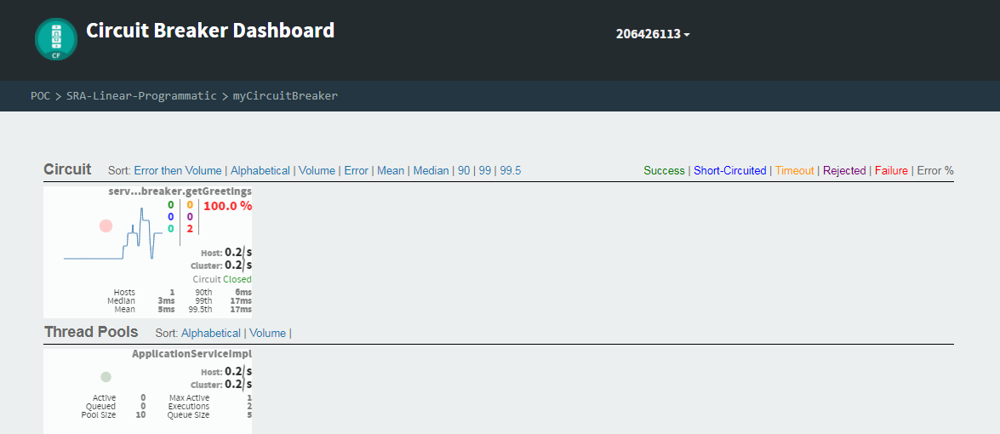 Circuit Breaker Dashboard
206426113
CF
POC > SRA-Linear-Programmatic > myCircuitBreaker
Circuit Sort: Error then Volume | Alphabetical | Volume | Error | Mean | Median | 90 | 99 | 99.5 Success | Short-Circuited | Timeout | Rejected | Failure | Error %
serv...breaker.getGreetings
0 0 100.0 %
0 0
0 2
Host: 0.2/s
Cluster: 0.2/s
Circuit Closed
Hosts 1 90th 6ms
Median 3ms 99th 17ms
Mean 5ms 99.5th 17ms
Thread Pools Sort: Alphabetical | Volume |
ApplicationServiceImpl
Host: 0.2/s
Cluster: 0.2/s
Active 0 Max Active 1
Queued 0 Executions 2
Pool Size 10 Queue Size 5